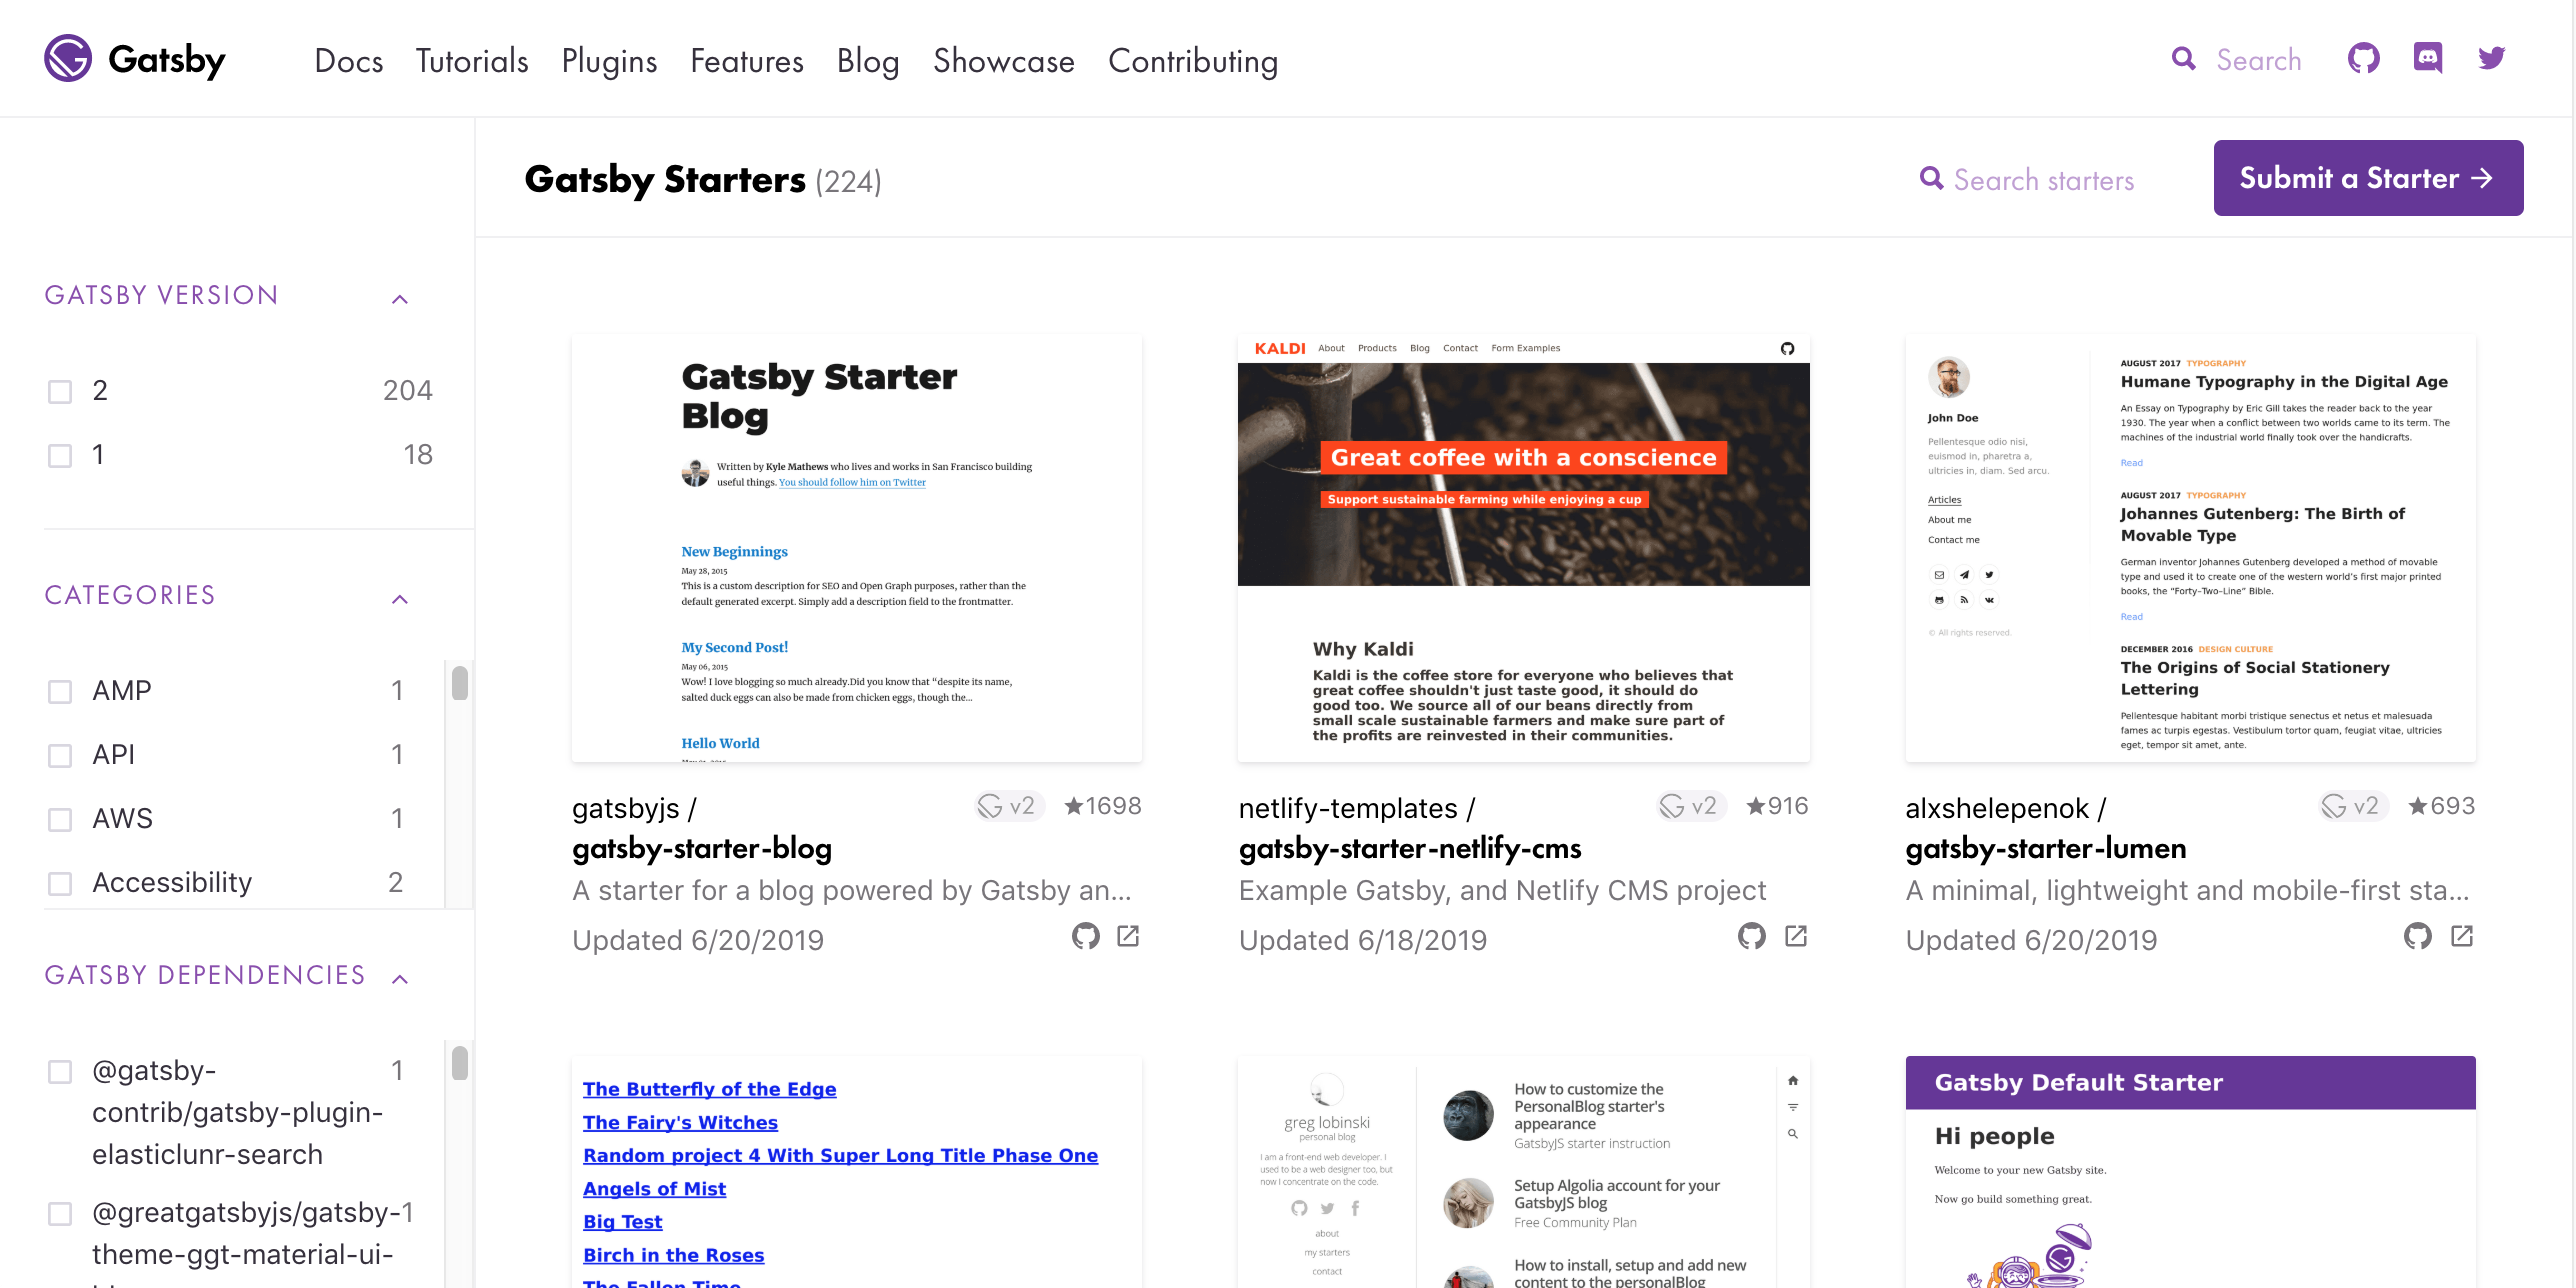 Gatsby
Docs Tutorials Plugins Features Blog Showcase Contributing
Search
Gatsby Starters (224)
Search starters
Submit a Starter →
GATSBY VERSION
2 204
1 18
CATEGORIES
AMP 1
API 1
AWS 1
Accessibility 2
GATSBY DEPENDENCIES
@gatsby- 1
contrib/gatsby-plugin-
elasticlunr-search
@greatgatsbyjs/gatsby- 1
theme-ggt-material-ui-
Gatsby Starter
Blog
Written by Kyle Mathews who lives and works in San Francisco building
useful things. You should follow him on Twitter
New Beginnings
May 28, 2015
This is a custom description for SEO and Open Graph purposes, rather than the
default generated excerpt. Simply add a description field to the frontmatter.
My Second Post!
May 06, 2015
Wow! I love blogging so much already.Did you know that “despite its name,
salted duck eggs can also be made from chicken eggs, though the...
Hello World
gatsbyjs /
v2 ★1698
gatsby-starter-blog
A starter for a blog powered by Gatsby an...
Updated 6/20/2019
KALDI About Products Blog Contact Form Examples
Great coffee with a conscience
Support sustainable farming while enjoying a cup
Why Kaldi
Kaldi is the coffee store for everyone who believes that
great coffee shouldn't just taste good, it should do
good too. We source all of our beans directly from
small scale sustainable farmers and make sure part of
the profits are reinvested in their communities.
netlify-templates /
v2 ★916
gatsby-starter-netlify-cms
Example Gatsby, and Netlify CMS project
Updated 6/18/2019
John Doe
Pellentesque odio nisi,
euismod in, pharetra a,
ultricies in, diam. Sed arcu.
Articles
About me
Contact me
© All rights reserved.
AUGUST 2017 TYPOGRAPHY
Humane Typography in the Digital Age
An Essay on Typography by Eric Gill takes the reader back to the year
1930. The year when a conflict between two worlds came to its term. The
machines of the industrial world finally took over the handicrafts.
Read
AUGUST 2017 TYPOGRAPHY
Johannes Gutenberg: The Birth of
Movable Type
German inventor Johannes Gutenberg developed a method of movable
type and used it to create one of the western world’s first major printed
books, the “Forty–Two–Line” Bible.
Read
DECEMBER 2016 DESIGN CULTURE
The Origins of Social Stationery
Lettering
Pellentesque habitant morbi tristique senectus et netus et malesuada
fames ac turpis egestas. Vestibulum tortor quam, feugiat vitae, ultricies
eget, tempor sit amet, ante.
alxshelepenok /
v2 ★693
gatsby-starter-lumen
A minimal, lightweight and mobile-first sta...
Updated 6/20/2019
The Butterfly of the Edge
The Fairy's Witches
Random project 4 With Super Long Title Phase One
Angels of Mist
Big Test
Birch in the Roses
The Fallen Time
greg lobinski
personal blog
I am a front-end web developer. I
used to be a web designer too, but
now I concentrate on the code.
about
my starters
contact
How to customize the
PersonalBlog starter's
appearance
GatsbyJS starter instruction
Setup Algolia account for your
GatsbyJS blog
Free Community Plan
How to install, setup and add new
content to the personalBlog
Gatsby Default Starter
Hi people
Welcome to your new Gatsby site.
Now go build something great.